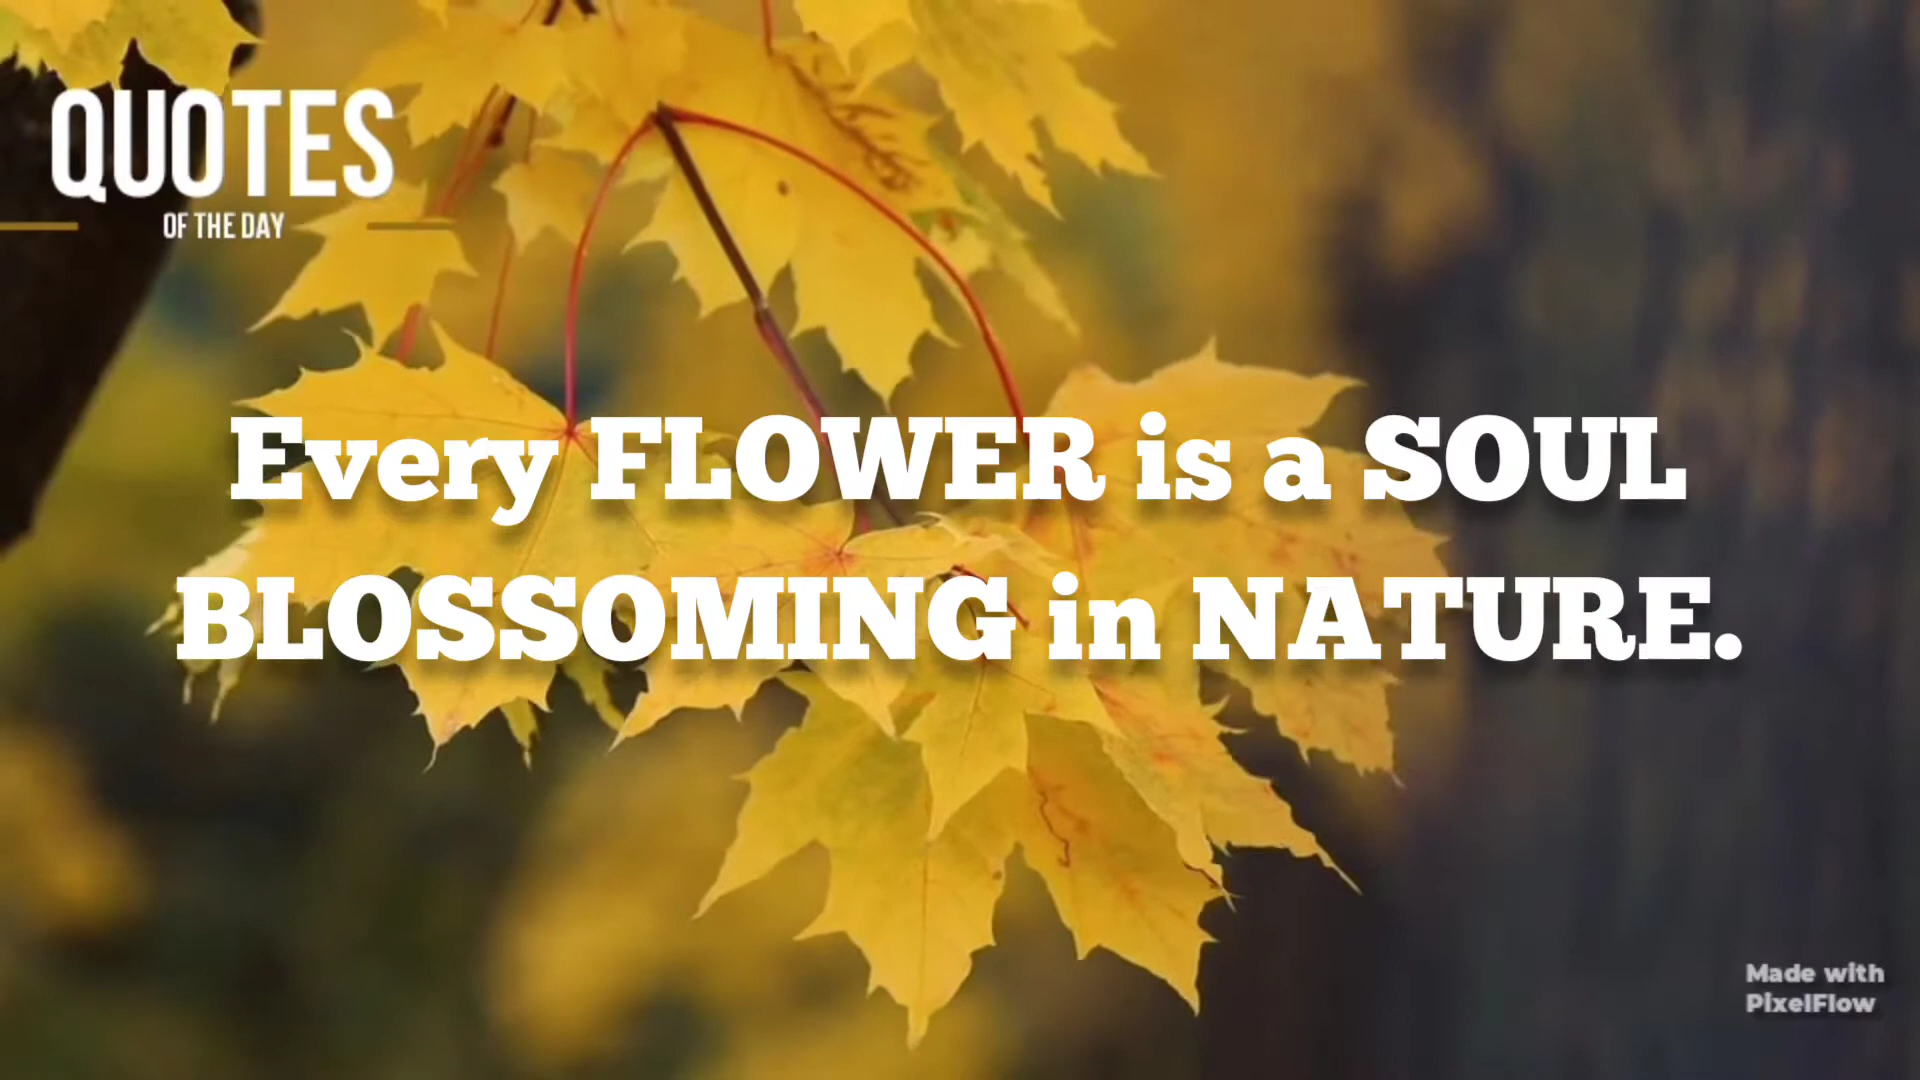 QUOTES
OF THE DAY
Every FLOWER is a SOUL
BLOSSOMING in NATURE.
Made with
PixelFlow